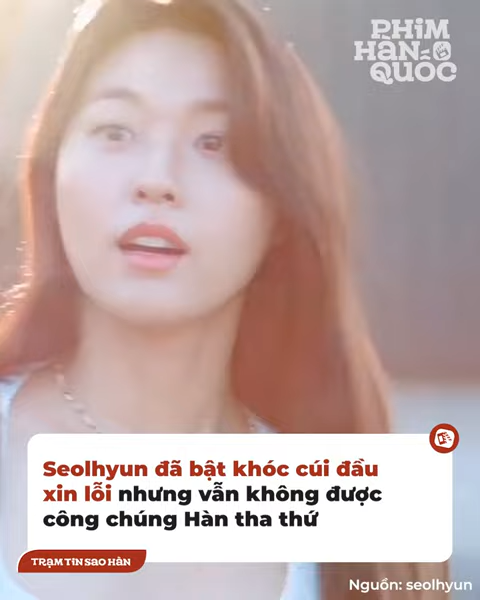 PHIM
HÀN
QUỐC
Seolhyun đã bật khóc cúi đầu
xin lỗi nhưng vẫn không được
công chúng Hàn tha thứ
TRẠM TIN SAO HÀN
Nguồn: seolhyun